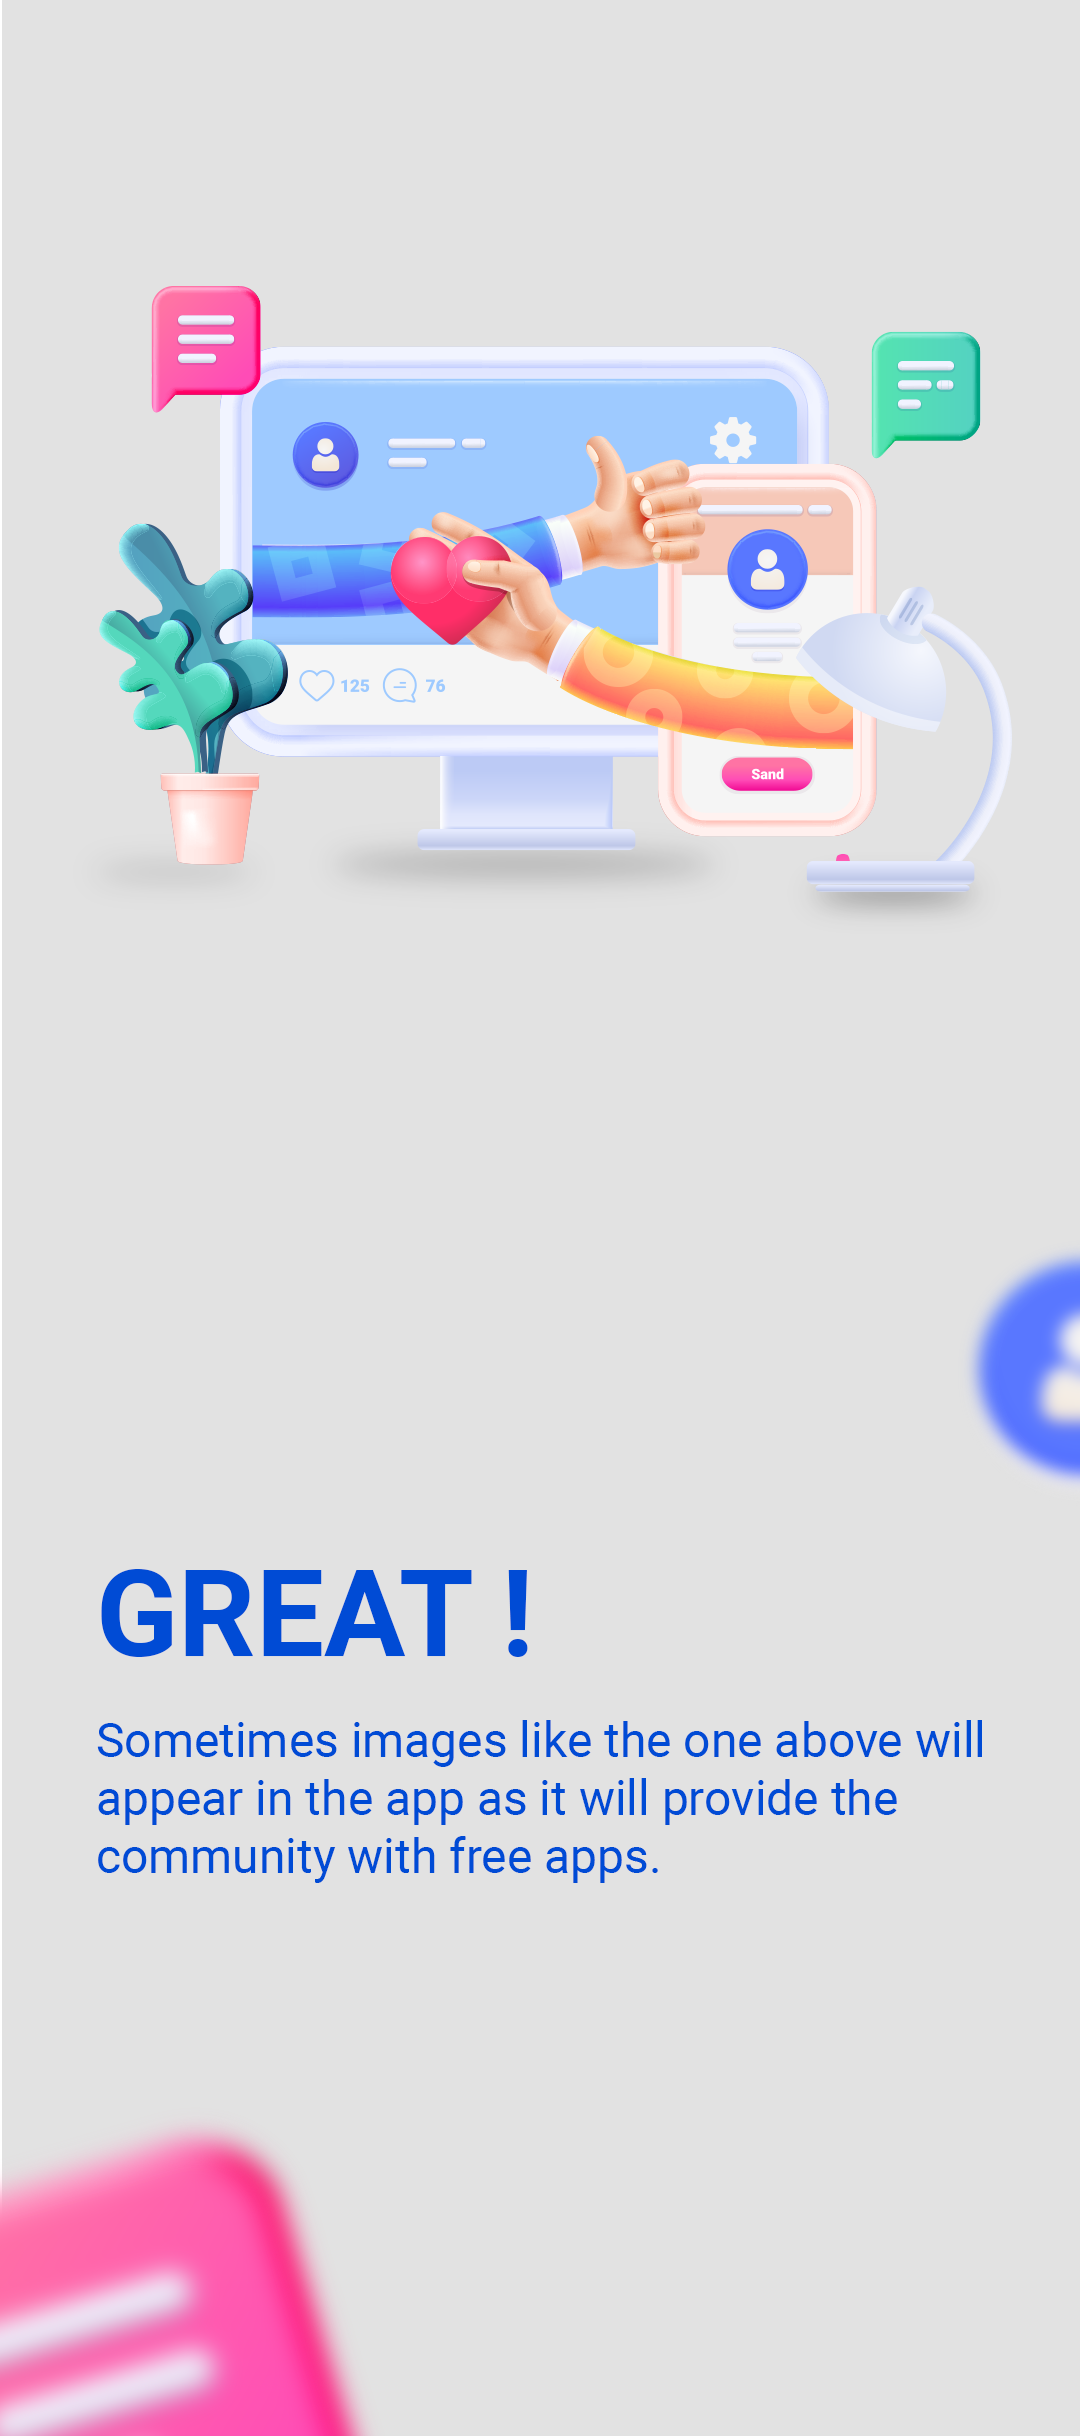 125
76
Sand
GREAT !
Sometimes images like the one above will
appear in the app as it will provide the
community with free apps.